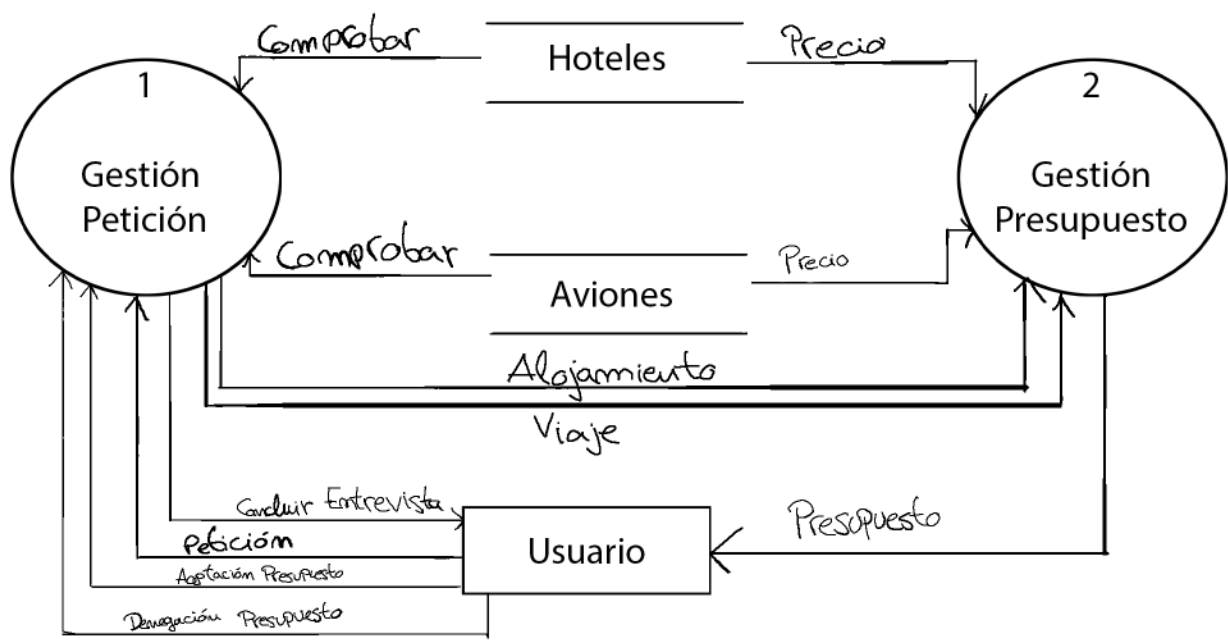 Comprobar
Hoteles
Precio
1
Gestión
Petición
2
Gestión
Presupuesto
Comprobar
Aviones
Precio
Alojamiento
Viaje
Concluir Entrevista
Petición
Usuario
Presupuesto
Aceptación Presupuesto
Denegación Presupuesto